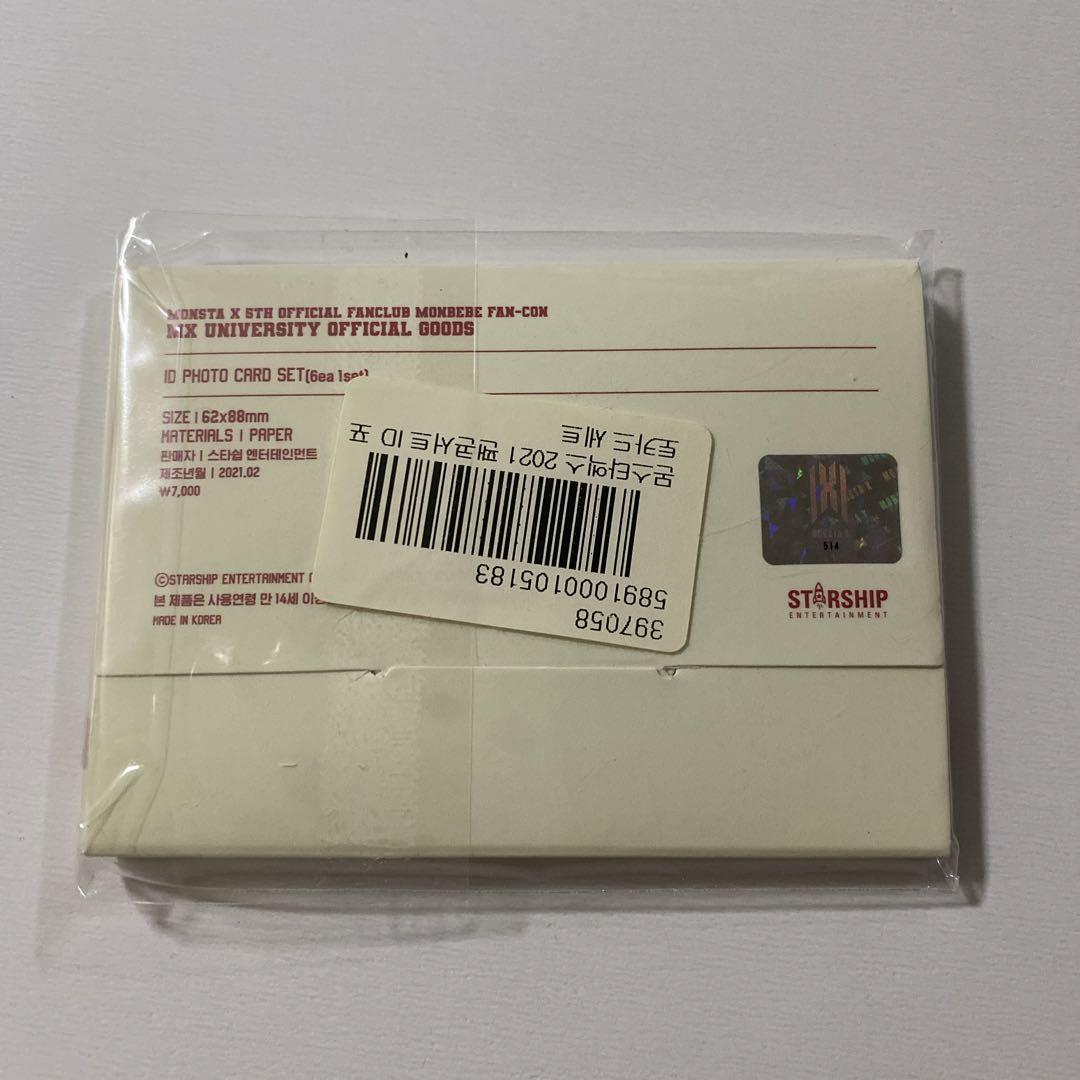 MONSTA X 5TH OFFICIAL FANCLUB MONBEBE FAN-CON
MX UNIVERSITY OFFICIAL GOODS
ID PHOTO CARD SET(6ea 1set)
SIZE | 62x88mm
MATERIALS | PAPER
판매자 | 스타쉽 엔터테인먼트
제조년월 | 2021.02
₩7,000
ⓒSTARSHIP ENTERTAINMENT
본 제품은 사용연령 만 14세
MADE IN KOREA
397058
5891000105183
몬스타엑스 2021 팬콘서트 ID 포
토카드 세트
MONSTA X
514
STARSHIP
ENTERTAINMENT